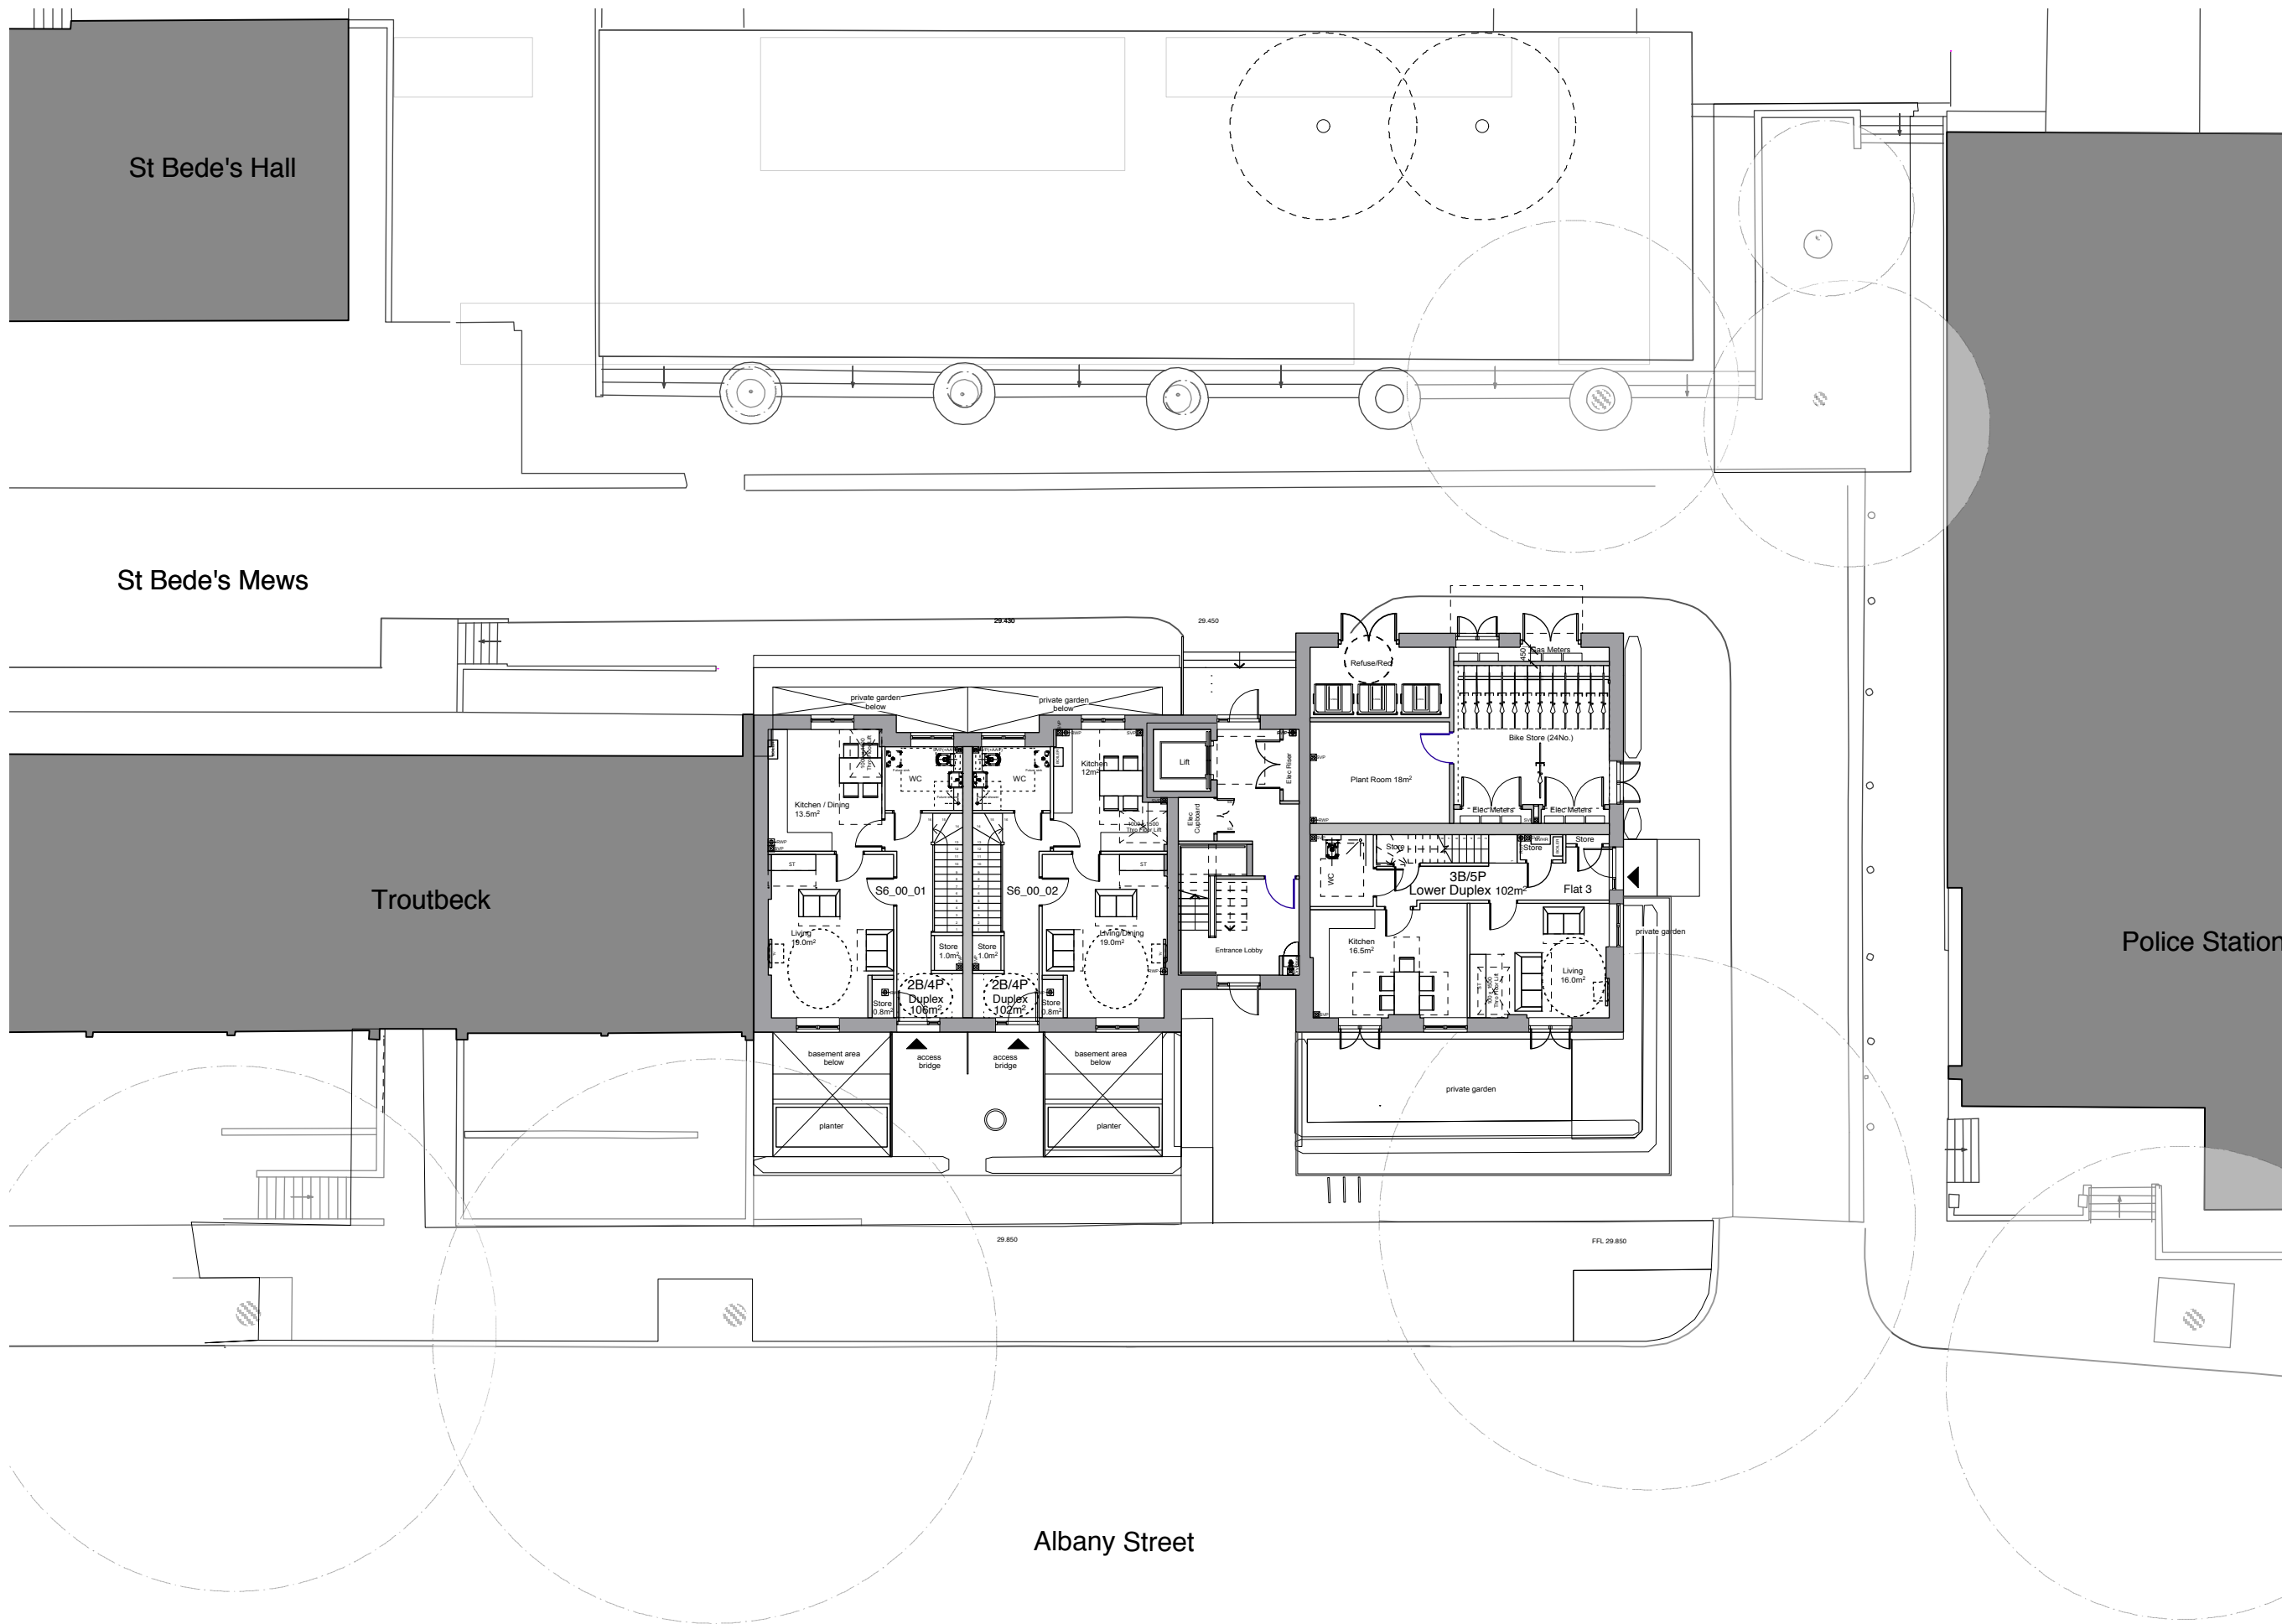 St Bede's Hall
St Bede's Mews
29.430
29.450
private garden
below
private garden
below
Refuse/Rec
Gas Meters
450
Bike Store (24No.)
Plant Room 18m²
Elec Meters
Elec Meters
Lift
Elec Riser
Elec
Cupboard
WC
WC
Kitchen
12m²
Kitchen / Dining
13.5m²
Thro Floor Lift
ST
ST
S6_00_01
S6_00_02
Living
19.0m²
Living/Dining
19.0m²
Store
1.0m²
Store
1.0m²
2B/4P
Duplex
106m²
2B/4P
Duplex
102m²
Store
0.8m²
Store
0.8m²
Entrance Lobby
WC
Store
Store
Store
3B/5P
Lower Duplex 102m²
Flat 3
Kitchen
16.5m²
Living
16.0m²
private garden
Troutbeck
Police Station
basement area
below
access
bridge
access
bridge
basement area
below
planter
planter
private garden
29.850
FFL 29.850
Albany Street